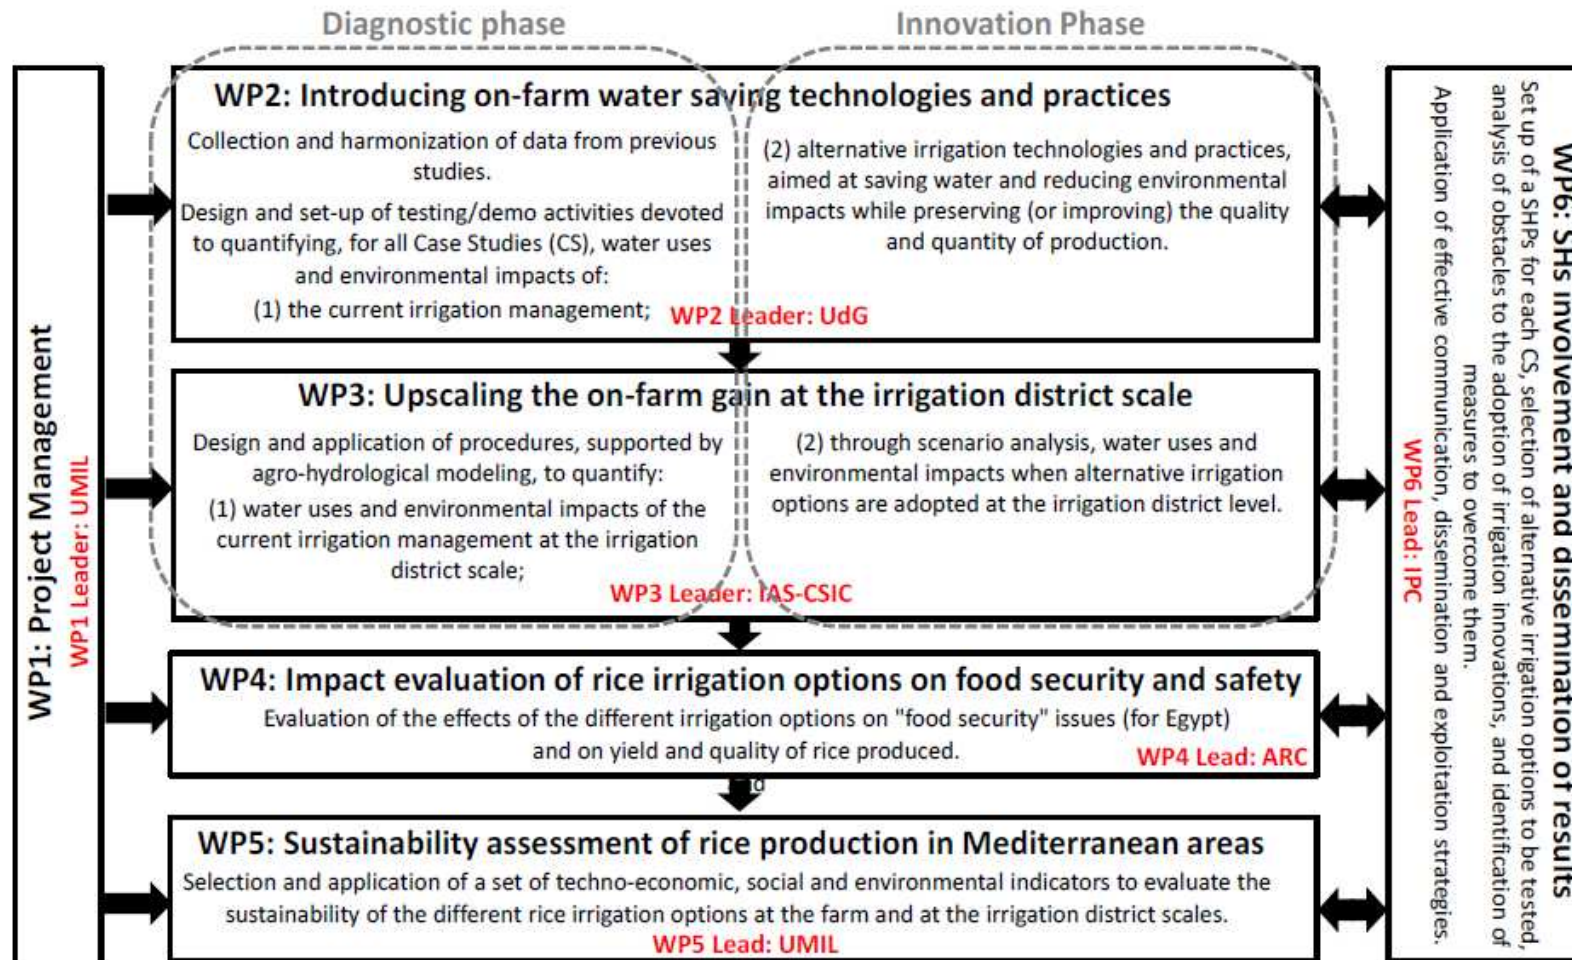 Diagnostic phase
Innovation Phase
WP1: Project Management
WP1 Leader: UMIL
WP2: Introducing on-farm water saving technologies and practices
Collection and harmonization of data from previous
studies.
Design and set-up of testing/demo activities devoted
to quantifying, for all Case Studies (CS), water uses
and environmental impacts of:
(1) the current irrigation management;
(2) alternative irrigation technologies and practices,
aimed at saving water and reducing environmental
impacts while preserving (or improving) the quality
and quantity of production.
WP2 Leader: UdG
WP3: Upscaling the on-farm gain at the irrigation district scale
Design and application of procedures, supported by
agro-hydrological modeling, to quantify:
(1) water uses and environmental impacts of the
current irrigation management at the irrigation
district scale;
(2) through scenario analysis, water uses and
environmental impacts when alternative irrigation
options are adopted at the irrigation district level.
WP3 Leader: IAS-CSIC
WP4: Impact evaluation of rice irrigation options on food security and safety
Evaluation of the effects of the different irrigation options on "food security" issues (for Egypt)
and on yield and quality of rice produced.
WP4 Lead: ARC
WP5: Sustainability assessment of rice production in Mediterranean areas
Selection and application of a set of techno-economic, social and environmental indicators to evaluate the
sustainability of the different rice irrigation options at the farm and at the irrigation district scales.
WP5 Lead: UMIL
WP6: SHs involvement and dissemination of results
Set up of a SHPs for each CS, selection of alternative irrigation options to be tested,
analysis of obstacles to the adoption of irrigation innovations, and identification of
measures to overcome them.
Application of effective communication, dissemination and exploitation strategies.
WP6 Lead: IPC